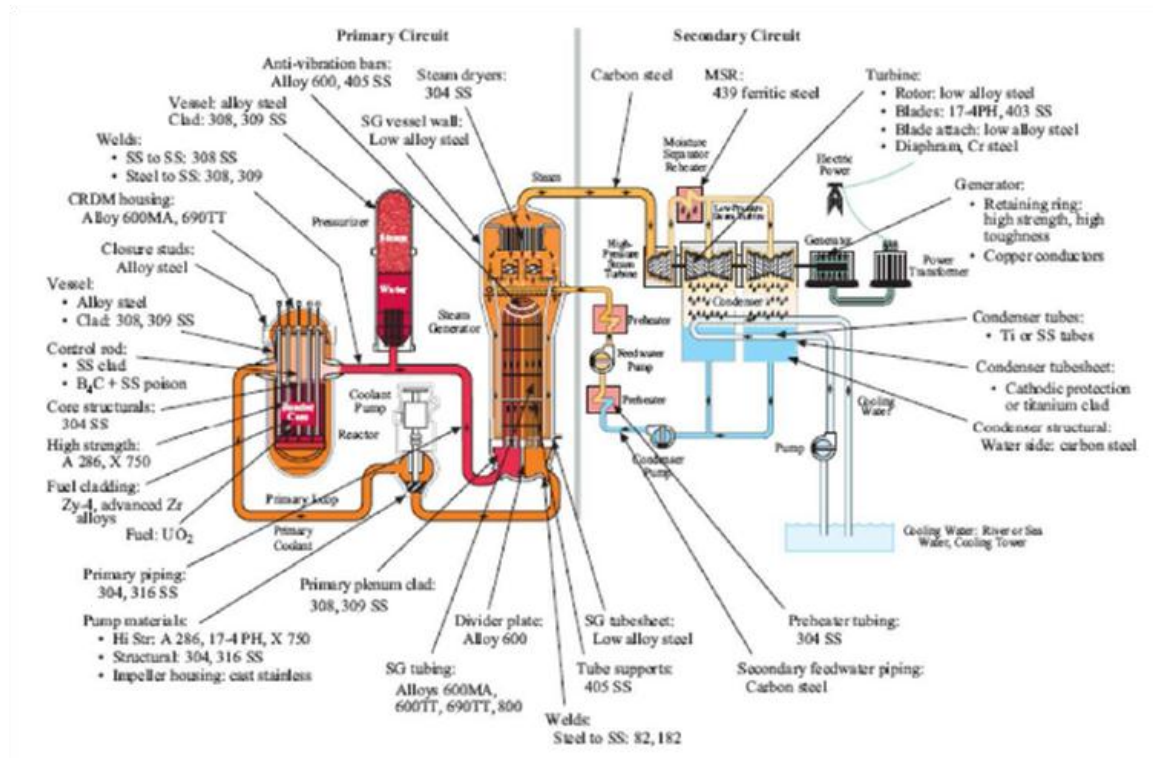 Primary Circuit
Secondary Circuit
Anti-vibration bars:
Alloy 600, 405 SS
Steam dryers:
304 SS
Carbon steel
MSR:
439 ferritic steel
Turbine:
• Rotor: low alloy steel
• Blades: 17-4PH, 403 SS
• Blade attach: low alloy steel
• Diaphram, Cr steel
Vessel: alloy steel
Clad: 308, 309 SS
SG vessel wall:
Low alloy steel
Welds:
• SS to SS: 308 SS
• Steel to SS: 308, 309
CRDM housing:
Alloy 600MA, 690TT
Closure studs:
Alloy steel
Vessel:
• Alloy steel
• Clad: 308, 309 SS
Control rod:
• SS clad
• B4C + SS poison
Core structurals:
304 SS
High strength:
A 286, X 750
Fuel cladding:
Zy-4, advanced Zr
alloys
Fuel: UO2
Pressurizer
Steam
Water
Reactor
Core
Reactor
Coolant
Pump
Steam
Generator
Primary Loop
Primary
Coolant
Steam
Moisture
Separator
Reheater
High-
Pressure
Steam
Turbine
Low-Pressure
Steam Turbine
Electric
Power
Generator
Power
Transformer
Generator:
• Retaining ring:
high strength, high
toughness
• Copper conductors
Condenser
Preheater
Feedwater
Pump
Preheater
Condenser
Pump
Cooling
Water
Pump
Condenser tubes:
• Ti or SS tubes
Condenser tubesheet:
• Cathodic protection
or titanium clad
Condenser structural:
Water side: carbon steel
Cooling Water: River or Sea
Water, Cooling Tower
Primary piping:
304, 316 SS
Pump materials:
• Hi Str: A 286, 17-4 PH, X 750
• Structural: 304, 316 SS
• Impeller housing: cast stainless
Primary plenum clad:
308, 309 SS
Divider plate:
Alloy 600
SG tubing:
Alloys 600MA,
600TT, 690TT, 800
SG tubesheet:
Low alloy steel
Tube supports:
405 SS
Welds:
Steel to SS: 82, 182
Preheater tubing:
304 SS
Secondary feedwater piping:
Carbon steel